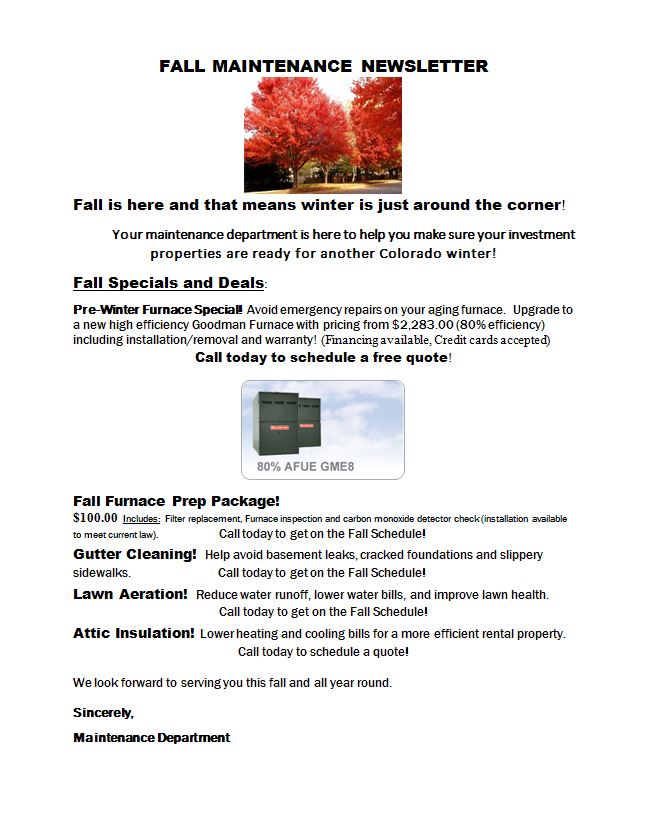 FALL MAINTENANCE NEWSLETTER
Fall is here and that means winter is just around the corner!
Your maintenance department is here to help you make sure your investment
properties are ready for another Colorado winter!
Fall Specials and Deals:
Pre-Winter Furnace Special! Avoid emergency repairs on your aging furnace. Upgrade to
a new high efficiency Goodman Furnace with pricing from $2,283.00 (80% efficiency)
including installation/removal and warranty! (Financing available, Credit cards accepted)
Call today to schedule a free quote!
80% AFUE GME8
Fall Furnace Prep Package!
$100.00 Includes: Filter replacement, Furnace inspection and carbon monoxide detector check (installation available
to meet current law). Call today to get on the Fall Schedule!
Gutter Cleaning! Help avoid basement leaks, cracked foundations and slippery
sidewalks. Call today to get on the Fall Schedule!
Lawn Aeration! Reduce water runoff, lower water bills, and improve lawn health.
Call today to get on the Fall Schedule!
Attic Insulation! Lower heating and cooling bills for a more efficient rental property.
Call today to schedule a quote!
We look forward to serving you this fall and all year round.
Sincerely,
Maintenance Department